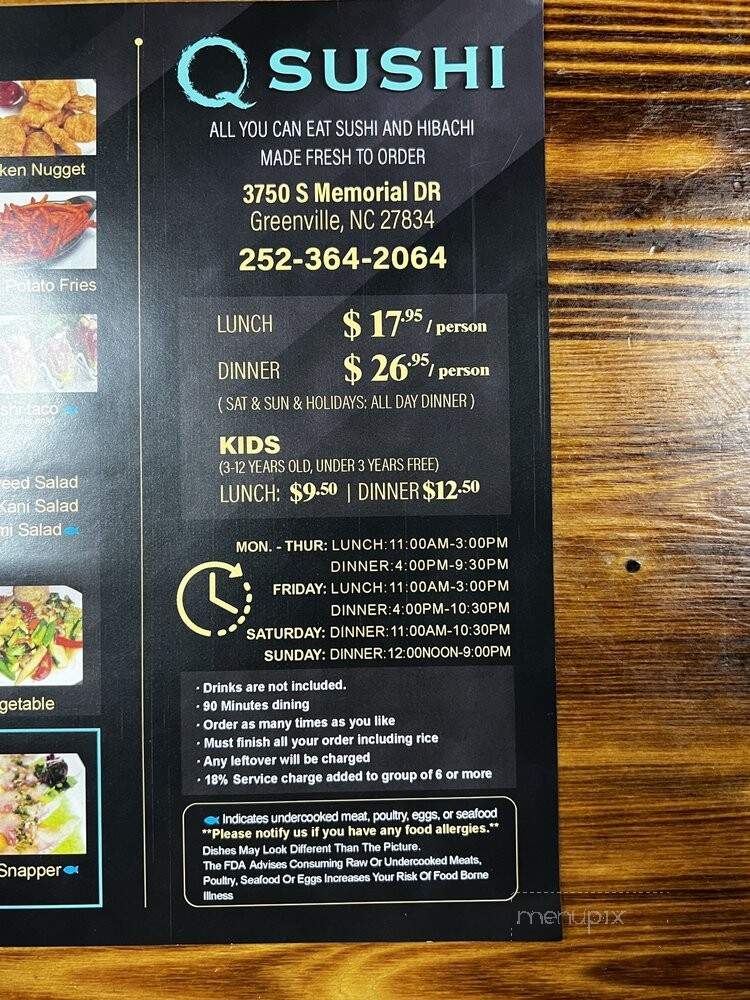 Q SUSHI
ALL YOU CAN EAT SUSHI AND HIBACHI
MADE FRESH TO ORDER
3750 S Memorial DR
Greenville, NC 27834
252-364-2064
LUNCH $ 17.95 / person
DINNER $ 26.95 / person
( SAT & SUN & HOLIDAYS: ALL DAY DINNER )
KIDS
(3-12 YEARS OLD, UNDER 3 YEARS FREE)
LUNCH: $9.50 | DINNER $12.50
MON. - THUR: LUNCH:11:00AM-3:00PM
DINNER:4:00PM-9:30PM
FRIDAY: LUNCH:11:00AM-3:00PM
DINNER:4:00PM-10:30PM
SATURDAY: DINNER:11:00AM-10:30PM
SUNDAY: DINNER:12:00NOON-9:00PM
· Drinks are not included.
· 90 Minutes dining
· Order as many times as you like
· Must finish all your order including rice
· Any leftover will be charged
· 18% Service charge added to group of 6 or more
Indicates undercooked meat, poultry, eggs, or seafood
**Please notify us if you have any food allergies.**
Dishes May Look Different Than The Picture.
The FDA Advises Consuming Raw Or Undercooked Meats,
Poultry, Seafood Or Eggs Increases Your Risk Of Food Borne
Illness
ken Nugget
Potato Fries
shi taco
eed Salad
Kani Salad
mi Salad
getable
Snapper
menupix